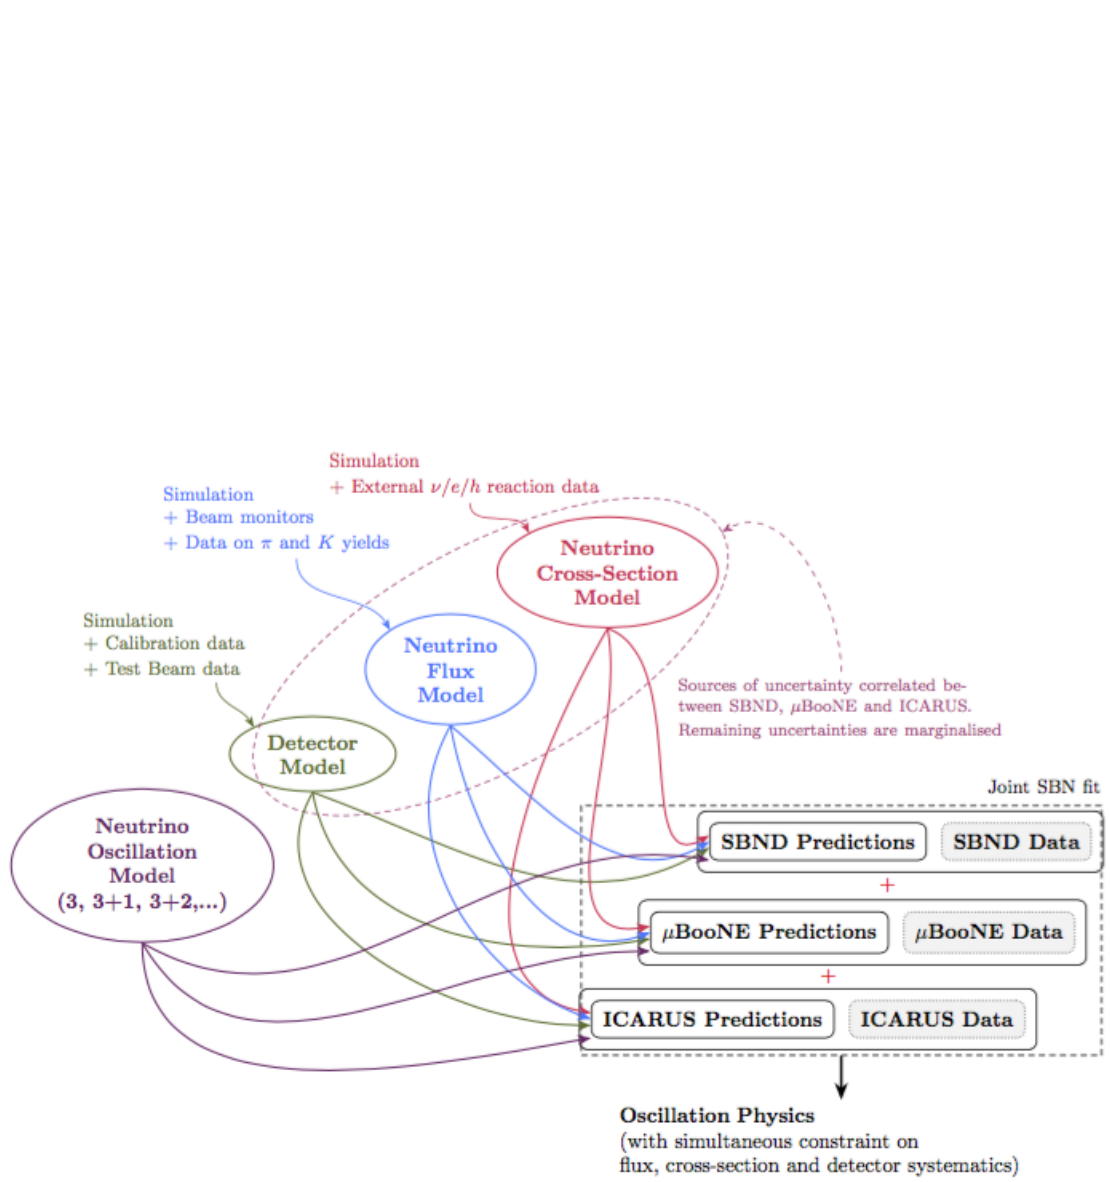 Simulation
+ External ν/e/h reaction data
Simulation
+ Beam monitors
+ Data on π and K yields
Neutrino
Cross-Section
Model
Simulation
+ Calibration data
+ Test Beam data
Neutrino
Flux
Model
Sources of uncertainty correlated be-
tween SBND, μBooNE and ICARUS.
Remaining uncertainties are marginalised
Detector
Model
Joint SBN fit
Neutrino
Oscillation
Model
(3, 3+1, 3+2,...)
SBND Predictions SBND Data
+
μBooNE Predictions μBooNE Data
+
ICARUS Predictions ICARUS Data
Oscillation Physics
(with simultaneous constraint on
flux, cross-section and detector systematics)